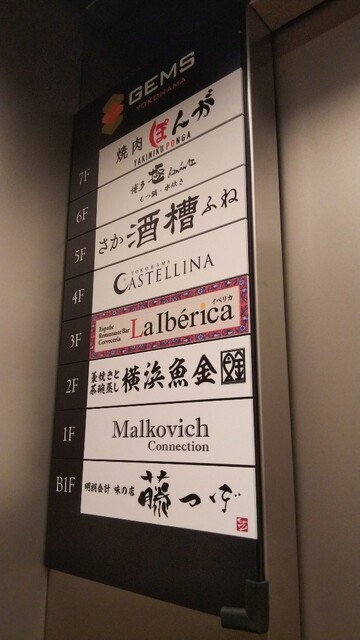 GEMS
YOKOHAMA
7F
焼肉 ぽんが
YAKINIKU PONGA
6F
博多
もつ鍋・水炊き
5F
さか 酒槽 ふね
4F
YOKOHAMA
CASTELLINA
3F
España
Restaurante Bar
Cerveceria
LaIbérica
イベリカ
2F
藁焼きと
茶碗蒸し
横浜魚金
1F
Malkovich
Connection
B1F
明朗会計 味の店 藤つぼ